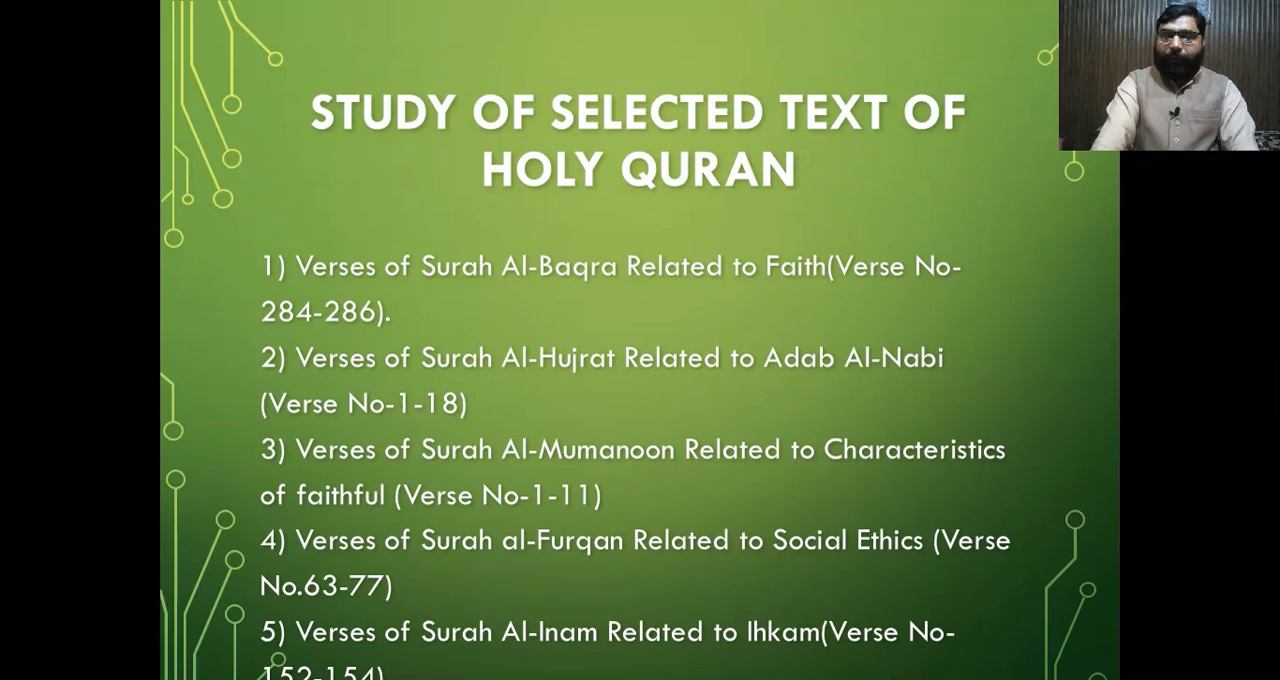 STUDY OF SELECTED TEXT OF
HOLY QURAN
1) Verses of Surah Al-Baqra Related to Faith(Verse No-
284-286).
2) Verses of Surah Al-Hujrat Related to Adab Al-Nabi
(Verse No-1-18)
3) Verses of Surah Al-Mumanoon Related to Characteristics
of faithful (Verse No-1-11)
4) Verses of Surah al-Furqan Related to Social Ethics (Verse
No.63-77)
5) Verses of Surah Al-Inam Related to Ihkam(Verse No-
152-154)